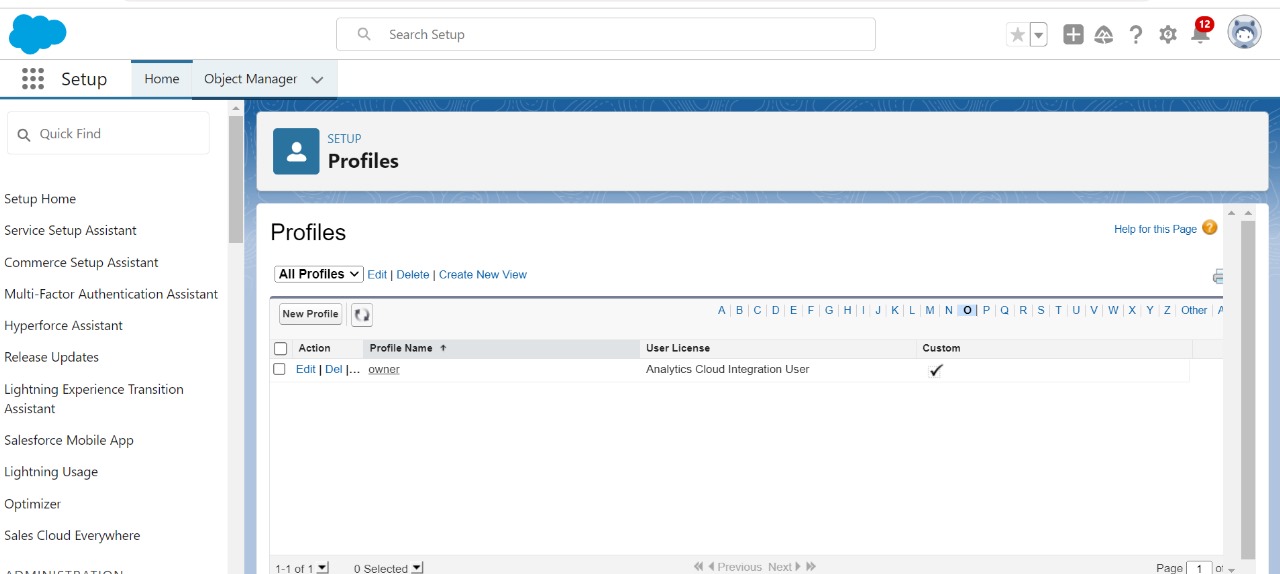 Search Setup
12
Setup
Home
Object Manager
Quick Find
Setup Home
Service Setup Assistant
Commerce Setup Assistant
Multi-Factor Authentication Assistant
Hyperforce Assistant
Release Updates
Lightning Experience Transition
Assistant
Salesforce Mobile App
Lightning Usage
Optimizer
Sales Cloud Everywhere
ADMINISTRATION
SETUP
Profiles
Profiles
Help for this Page ?
All Profiles Edit | Delete | Create New View
New Profile
A | B | C | D | E | F | G | H | I | J | K | L | M | N | O | P | Q | R | S | T | U | V | W | X | Y | Z | Other | A
Action Profile Name ↑ User License Custom
Edit | Del |... owner Analytics Cloud Integration User ✓
1-1 of 1 0 Selected Previous Next Page 1